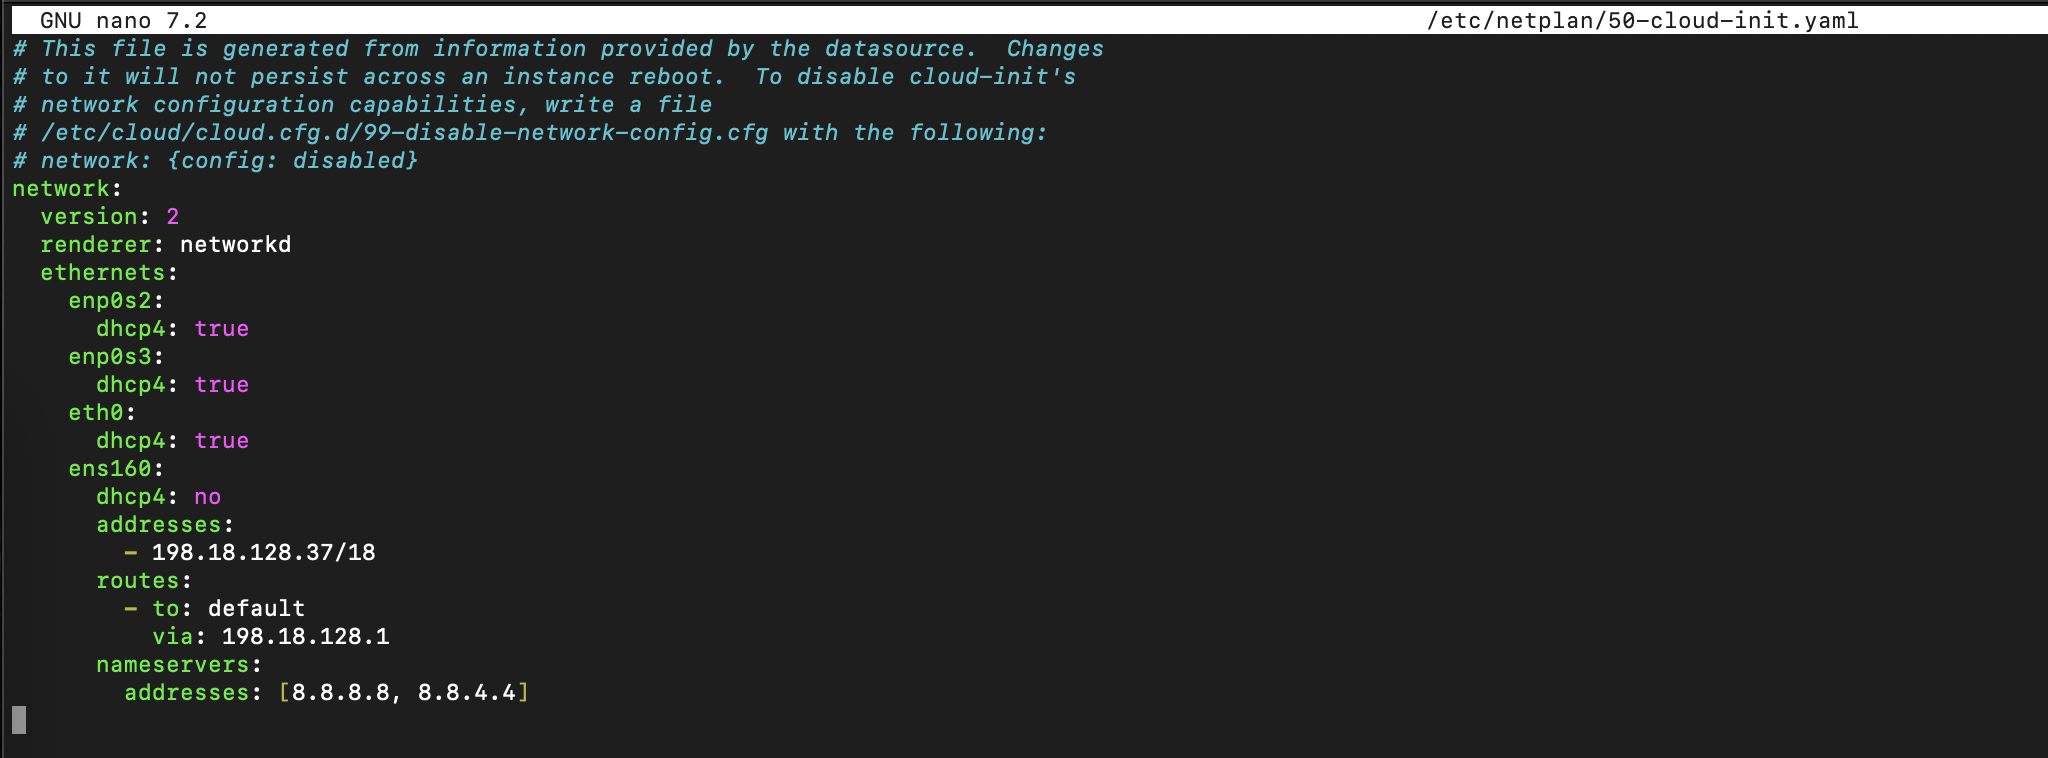 GNU nano 7.2 /etc/netplan/50-cloud-init.yaml
# This file is generated from information provided by the datasource.  Changes
# to it will not persist across an instance reboot.  To disable cloud-init's
# network configuration capabilities, write a file
# /etc/cloud/cloud.cfg.d/99-disable-network-config.cfg with the following:
# network: {config: disabled}
network:
  version: 2
  renderer: networkd
  ethernets:
    enp0s2:
      dhcp4: true
    enp0s3:
      dhcp4: true
    eth0:
      dhcp4: true
    ens160:
      dhcp4: no
      addresses:
        - 198.18.128.37/18
      routes:
        - to: default
          via: 198.18.128.1
      nameservers:
        addresses: [8.8.8.8, 8.8.4.4]